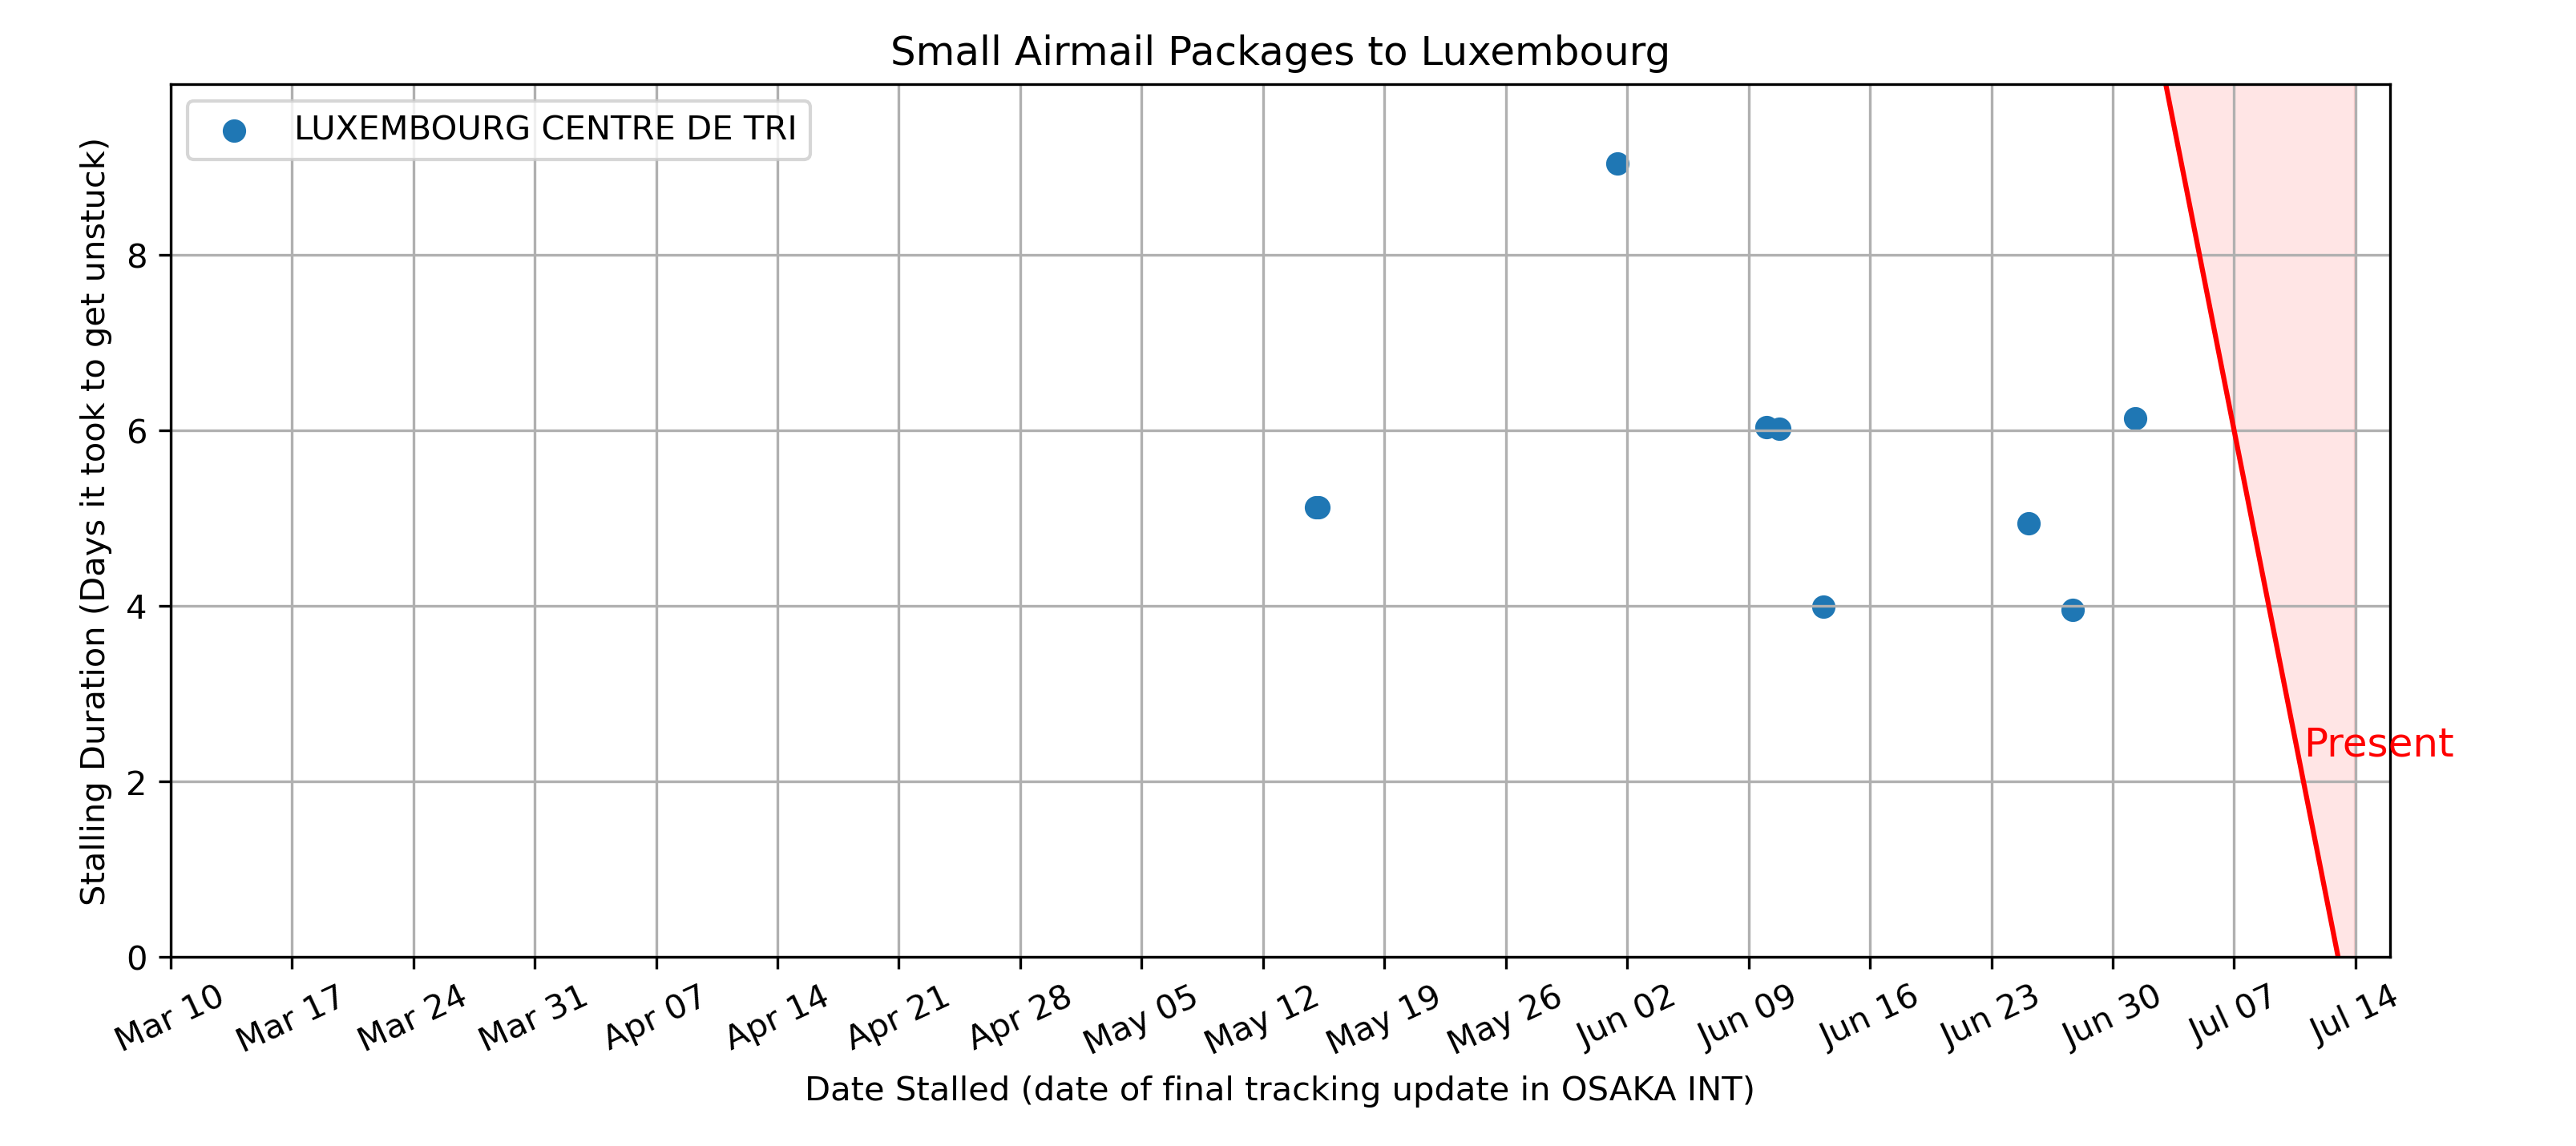 Small Airmail Packages to Luxembourg
LUXEMBOURG CENTRE DE TRI
Stalling Duration (Days it took to get unstuck)
8
6
4
2
0
Present
Mar 10 Mar 17 Mar 24 Mar 31 Apr 07 Apr 14 Apr 21 Apr 28 May 05 May 12 May 19 May 26 Jun 02 Jun 09 Jun 16 Jun 23 Jun 30 Jul 07 Jul 14
Date Stalled (date of final tracking update in OSAKA INT)